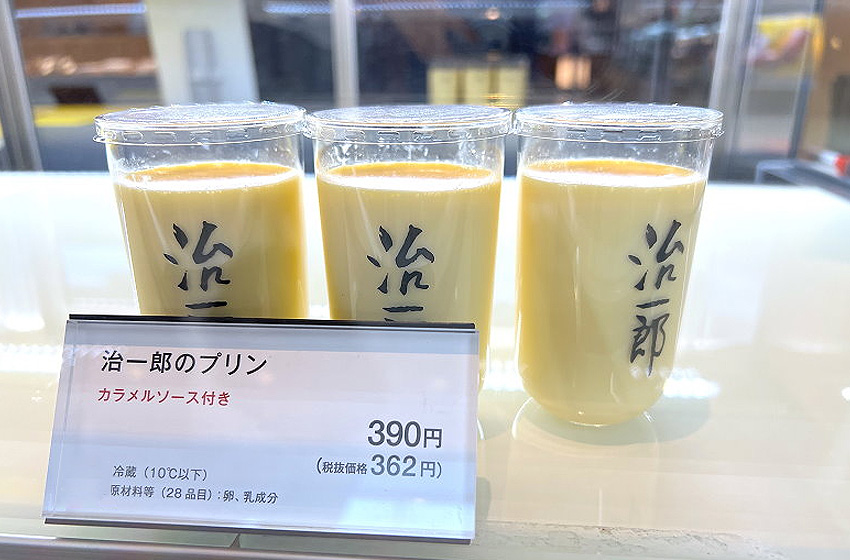 治一
治一
治一郎
治一郎のプリン
カラメルソース付き
390円
(税抜価格 362円)
冷蔵（10℃以下）
原材料等（28品目）：卵、乳成分